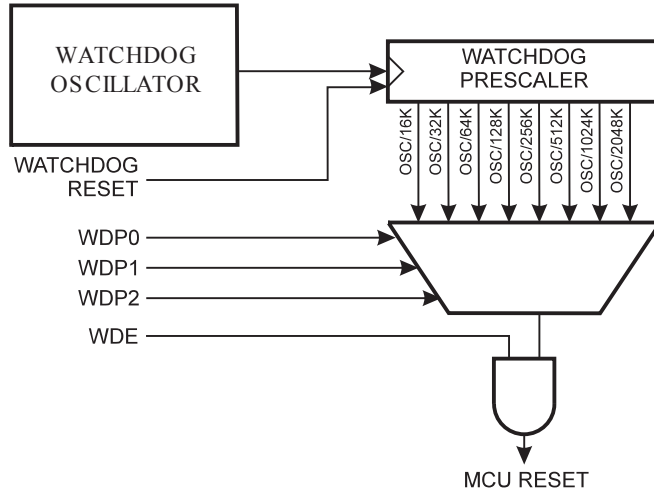 WATCHDOG
OSCILLATOR
WATCHDOG
PRESCALER
OSC/16K
OSC/32K
OSC/64K
OSC/128K
OSC/256K
OSC/512K
OSC/1024K
OSC/2048K
WATCHDOG
RESET
WDP0
WDP1
WDP2
WDE
MCU RESET